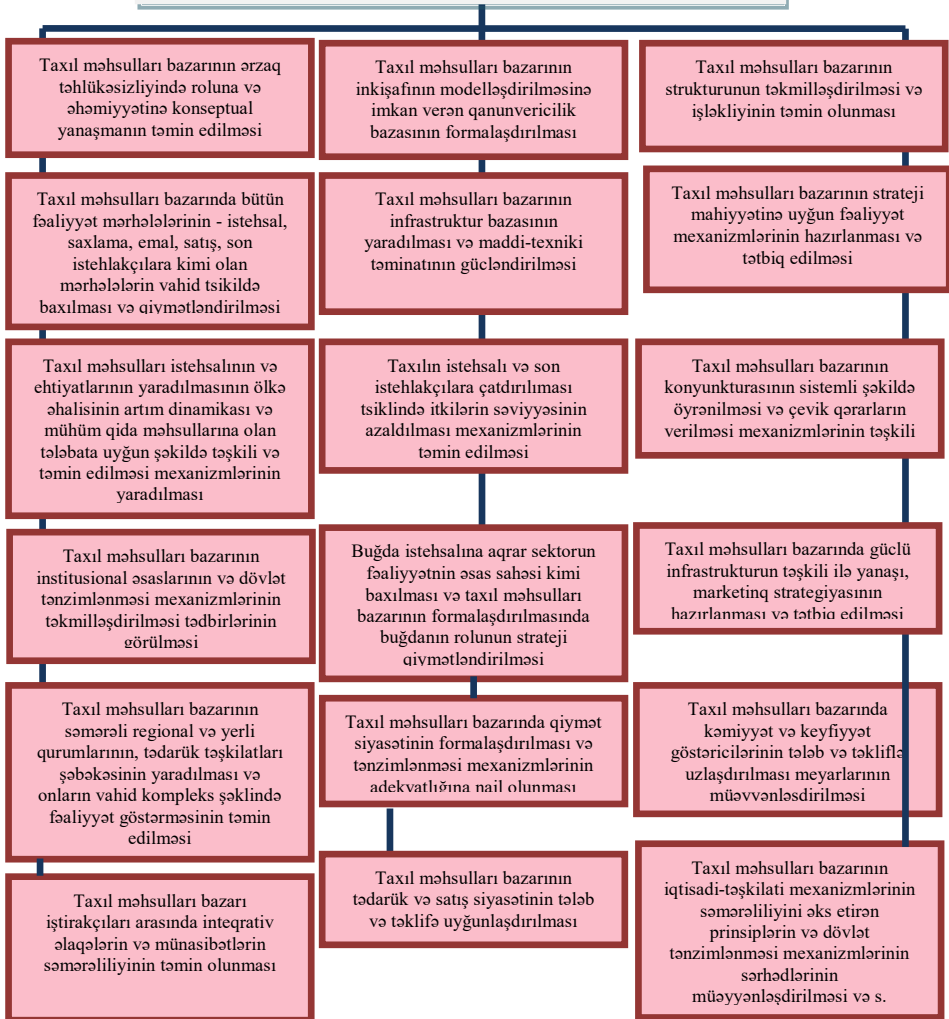 Taxıl məhsulları bazarının ərzaq
təhlükəsizliyində roluna və
əhəmiyyətinə konseptual
yanaşmanın təmin edilməsi
Taxıl məhsulları bazarında bütün
fəaliyyət mərhələlərinin - istehsal,
saxlama, emal, satış, son
istehlakçılara kimi olan
mərhələlərin vahid tsikildə
baxılması və qiymətləndirilməsi
Taxıl məhsulları istehsalının və
ehtiyatlarının yaradılmasının ölkə
əhalisinin artım dinamikası və
mühüm qida məhsullarına olan
tələbata uyğun şəkildə təşkili və
təmin edilməsi mexanizmlərinin
yaradılması
Taxıl məhsulları bazarının
institusional əsaslarının və dövlət
tənzimlənməsi mexanizmlərinin
təkmilləşdirilməsi tədbirlərinin
görülməsi
Taxıl məhsulları bazarının
səmərəli regional və yerli
qurumlarının, tədarük təşkilatları
şəbəkəsinin yaradılması və
onların vahid kompleks şəklində
fəaliyyət göstərməsinin təmin
edilməsi
Taxıl məhsulları bazarı
iştirakçıları arasında inteqrativ
əlaqələrin və münasibətlərin
səmərəliliyinin təmin olunması
Taxıl məhsulları bazarının
inkişafının modelləşdirilməsinə
imkan verən qanunvericilik
bazasının formalaşdırılması
Taxıl məhsulları bazarının
infrastruktur bazasının
yaradılması və maddi-texniki
təminatının gücləndirilməsi
Taxılın istehsalı və son
istehlakçılara çatdırılıması
tsiklində itkilərin səviyyəsinin
azaldılması mexanizmlərinin
təmin edilməsi
Buğda istehsalına aqrar sektorun
fəaliyyətnin əsas sahəsi kimi
baxılması və taxıl məhsulları
bazarının formalaşdırılmasında
buğdanın rolunun strateji
qiymətləndirilməsi
Taxıl məhsulları bazarında qiymət
siyasətinin formalaşdırılması və
tənzimlənməsi mexanizmlərinin
adekvatlığına nail olunması
Taxıl məhsulları bazarının
tədarük və satış siyasətinin tələb
və təklifə uyğunlaşdırılması
Taxıl məhsulları bazarının
strukturunun təkmilləşdirilməsi və
işləkliyinin təmin olunması
Taxıl məhsulları bazarının strateji
mahiyyətinə uyğun fəaliyyət
mexanizmlərinin hazırlanması və
tətbiq edilməsi
Taxıl məhsulları bazarının
konyunkturasının sistemli şəkildə
öyrənilməsi və çevik qərarların
verilməsi mexanizmlərinin təşkili
Taxıl məhsulları bazarında güclü
infrastrukturun təşkili ilə yanaşı,
marketinq strategiyasının
hazırlanması və tətbiq edilməsi
Taxıl məhsulları bazarında
kəmiyyət və keyfiyyət
göstəricilərinin tələb və təkliflə
uzlaşdırılması meyarlarının
müəyyənləşdirilməsi
Taxıl məhsulları bazarının
iqtisadi-təşkilati mexanizmlərinin
səmərəliliyini əks etirən
prinsiplərin və dövlət
tənzimlənməsi mexanizmlərinin
sərhədlərinin
müəyyənləşdirilməsi və s.